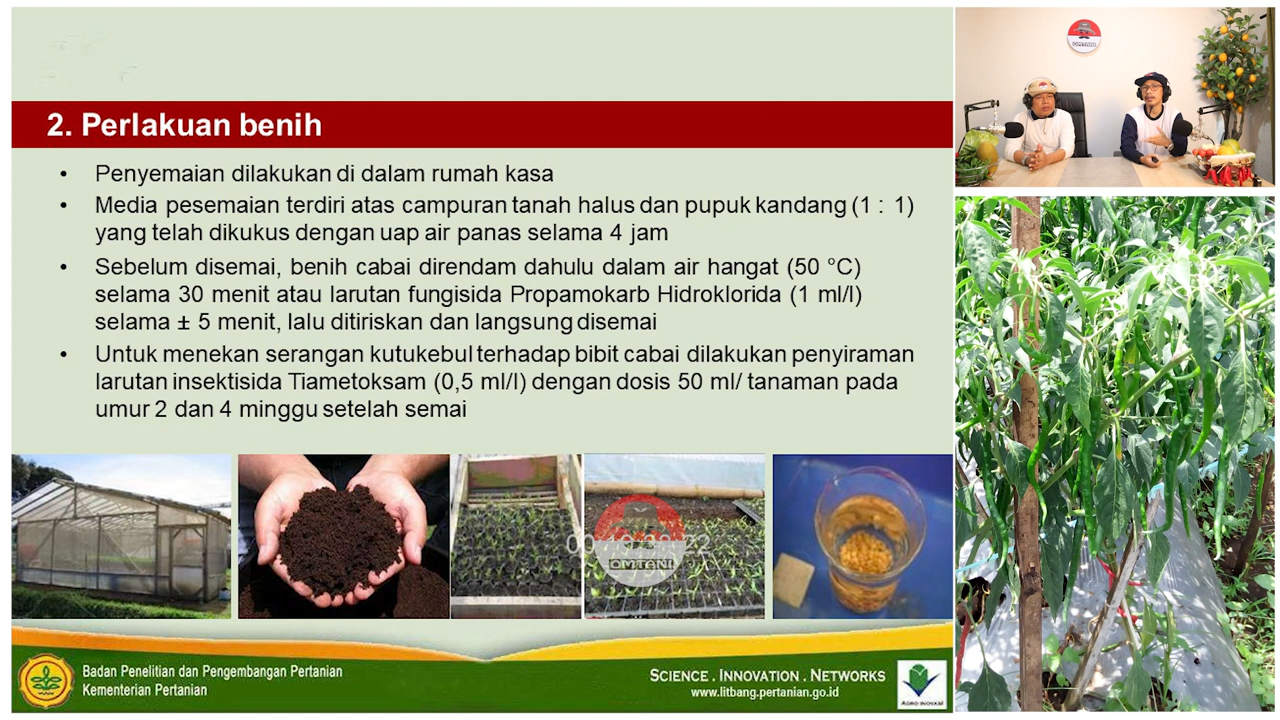 2. Perlakuan benih
• Penyemaian dilakukan di dalam rumah kasa
• Media pesemaian terdiri atas campuran tanah halus dan pupuk kandang (1 : 1)
yang telah dikukus dengan uap air panas selama 4 jam
• Sebelum disemai, benih cabai direndam dahulu dalam air hangat (50 °C)
selama 30 menit atau larutan fungisida Propamokarb Hidroklorida (1 ml/l)
selama ± 5 menit, lalu ditiriskan dan langsung disemai
• Untuk menekan serangan kutukebul terhadap bibit cabai dilakukan penyiraman
larutan insektisida Tiametoksam (0,5 ml/l) dengan dosis 50 ml/ tanaman pada
umur 2 dan 4 minggu setelah semai
OMTANI
Badan Penelitian dan Pengembangan Pertanian
Kementerian Pertanian
SCIENCE . INNOVATION . NETWORKS
www.litbang.pertanian.go.id
AGRO INOVASI
OMTANI